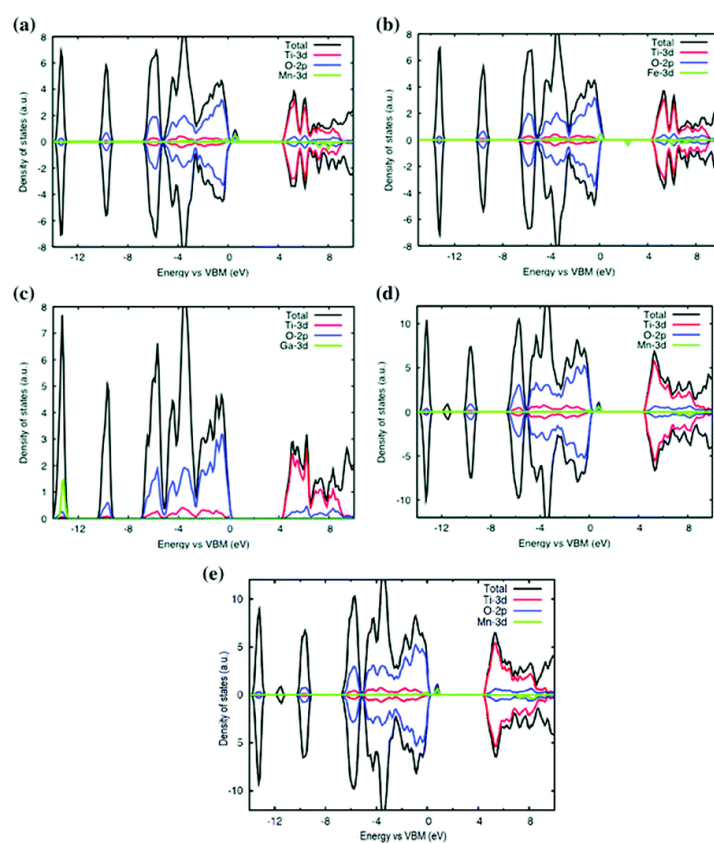 (a)
8
6
4
2
0
-2
-4
-6
-8
Density of states (a.u.)
Total
Ti-3d
O-2p
Mn-3d
-12 -8 -4 0 4 8
Energy vs VBM (eV)
(b)
8
6
4
2
0
-2
-4
-6
-8
Density of states (a.u.)
Total
Ti-3d
O-2p
Fe-3d
-12 -8 -4 0 4 8
Energy vs VBM (eV)
(c)
8
7
6
5
4
3
2
1
0
Density of states (a.u.)
Total
Ti-3d
O-2p
Ga-3d
-12 -8 -4 0 4 8
Energy vs VBM (eV)
(d)
10
5
0
-5
-10
Density of states (a.u.)
Total
Ti-3d
O-2p
Mn-3d
-12 -8 -4 0 4 8
Energy vs VBM (eV)
(e)
10
5
0
-5
-10
Density of states (a.u.)
Total
Ti-3d
O-2p
Mn-3d
-12 -8 -4 0 4 8
Energy vs VBM (eV)